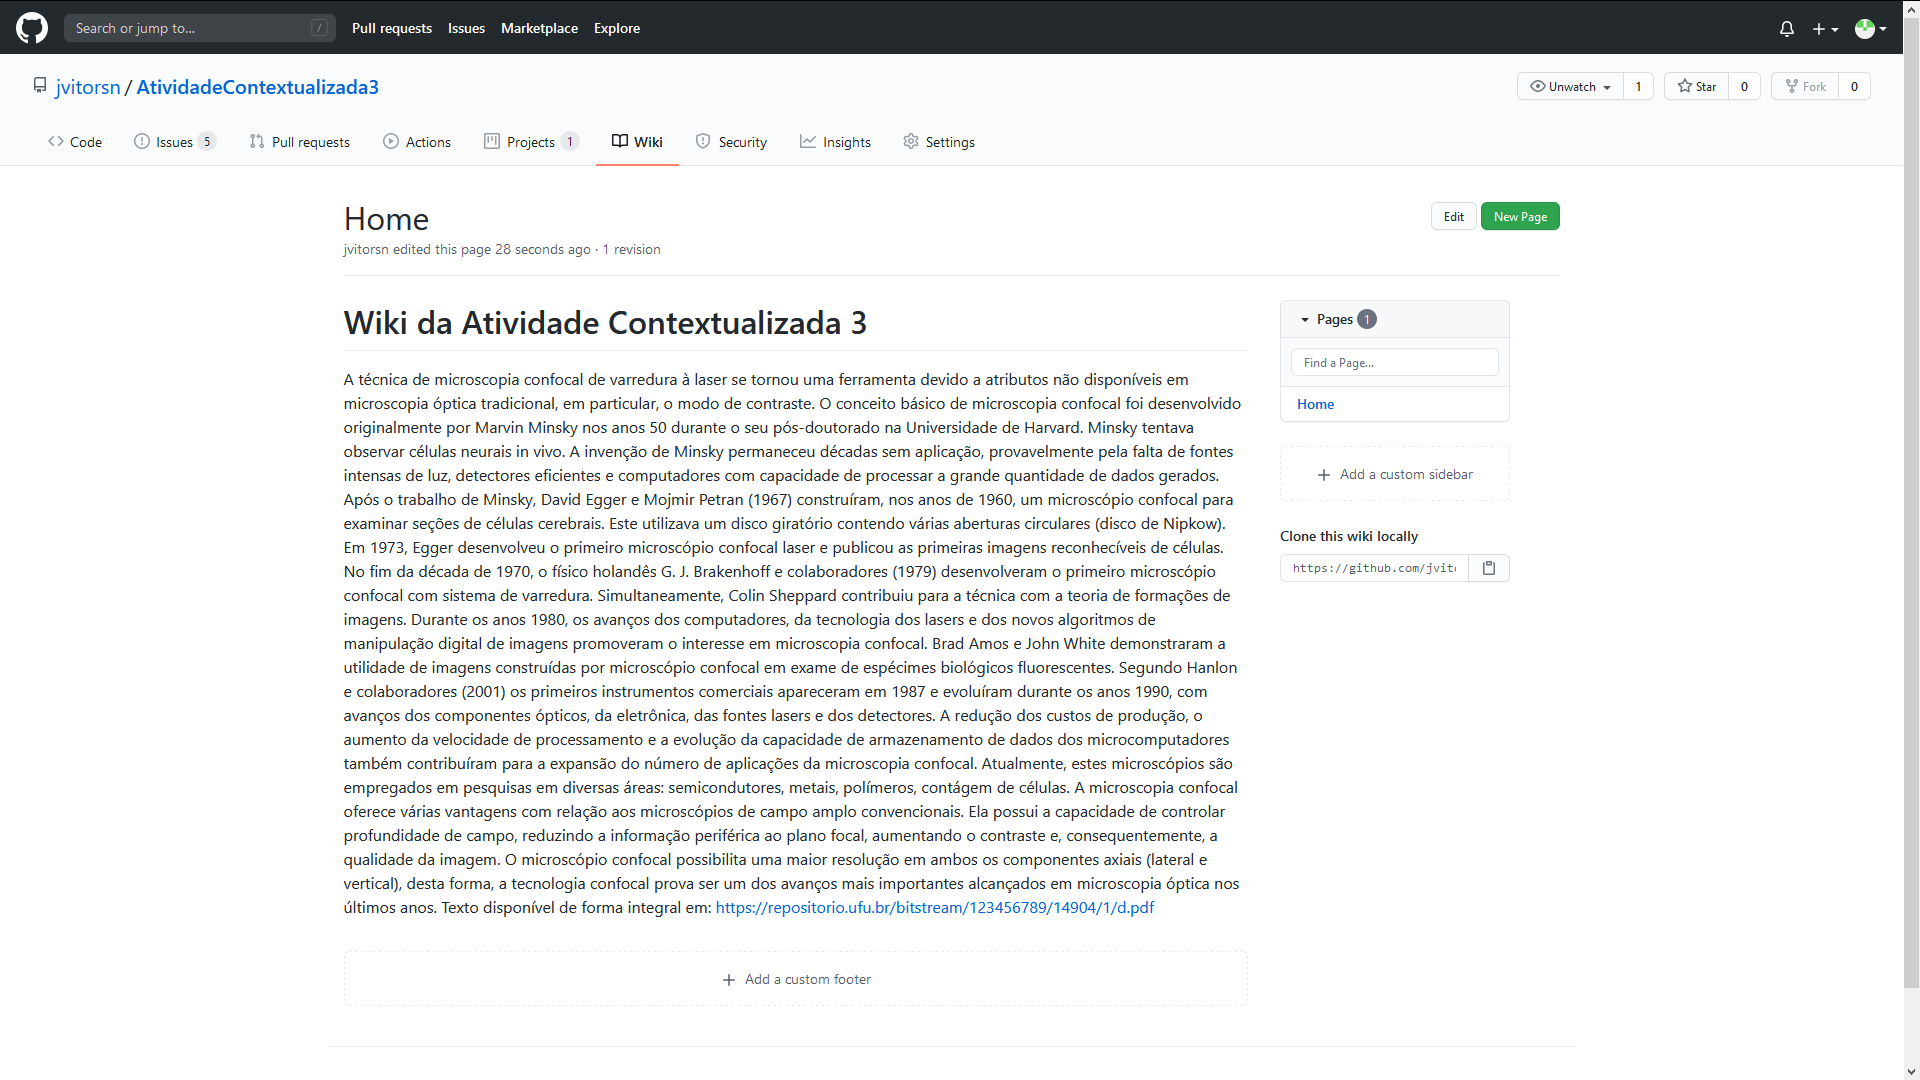 Search or jump to... /
Pull requests Issues Marketplace Explore
jvitorsn / AtividadeContextualizada3
Unwatch 1 Star 0 Fork 0
Code Issues 5 Pull requests Actions Projects 1 Wiki Security Insights Settings
Home
Edit New Page
jvitorsn edited this page 28 seconds ago · 1 revision
Wiki da Atividade Contextualizada 3
A técnica de microscopia confocal de varredura à laser se tornou uma ferramenta devido a atributos não disponíveis em
microscopia óptica tradicional, em particular, o modo de contraste. O conceito básico de microscopia confocal foi desenvolvido
originalmente por Marvin Minsky nos anos 50 durante o seu pós-doutorado na Universidade de Harvard. Minsky tentava
observar células neurais in vivo. A invenção de Minsky permaneceu décadas sem aplicação, provavelmente pela falta de fontes
intensas de luz, detectores eficientes e computadores com capacidade de processar a grande quantidade de dados gerados.
Após o trabalho de Minsky, David Egger e Mojmir Petran (1967) construíram, nos anos de 1960, um microscópio confocal para
examinar seções de células cerebrais. Este utilizava um disco giratório contendo várias aberturas circulares (disco de Nipkow).
Em 1973, Egger desenvolveu o primeiro microscópio confocal laser e publicou as primeiras imagens reconhecíveis de células.
No fim da década de 1970, o físico holandês G. J. Brakenhoff e colaboradores (1979) desenvolveram o primeiro microscópio
confocal com sistema de varredura. Simultaneamente, Colin Sheppard contribuiu para a técnica com a teoria de formações de
imagens. Durante os anos 1980, os avanços dos computadores, da tecnologia dos lasers e dos novos algoritmos de
manipulação digital de imagens promoveram o interesse em microscopia confocal. Brad Amos e John White demonstraram a
utilidade de imagens construídas por microscópio confocal em exame de espécimes biológicos fluorescentes. Segundo Hanlon
e colaboradores (2001) os primeiros instrumentos comerciais apareceram em 1987 e evoluíram durante os anos 1990, com
avanços dos componentes ópticos, da eletrônica, das fontes lasers e dos detectores. A redução dos custos de produção, o
aumento da velocidade de processamento e a evolução da capacidade de armazenamento de dados dos microcomputadores
também contribuíram para a expansão do número de aplicações da microscopia confocal. Atualmente, estes microscópios são
empregados em pesquisas em diversas áreas: semicondutores, metais, polímeros, contágem de células. A microscopia confocal
oferece várias vantagens com relação aos microscópios de campo amplo convencionais. Ela possui a capacidade de controlar
profundidade de campo, reduzindo a informação periférica ao plano focal, aumentando o contraste e, consequentemente, a
qualidade da imagem. O microscópio confocal possibilita uma maior resolução em ambos os componentes axiais (lateral e
vertical), desta forma, a tecnologia confocal prova ser um dos avanços mais importantes alcançados em microscopia óptica nos
últimos anos. Texto disponível de forma integral em: https://repositorio.ufu.br/bitstream/123456789/14904/1/d.pdf
Add a custom footer
Pages 1
Find a Page...
Home
Add a custom sidebar
Clone this wiki locally
https://github.com/jvit